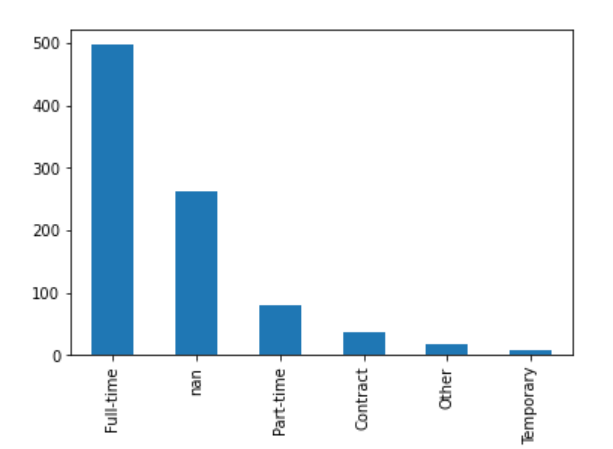 500
400
300
200
100
0
Full-time
nan
Part-time
Contract
Other
Temporary